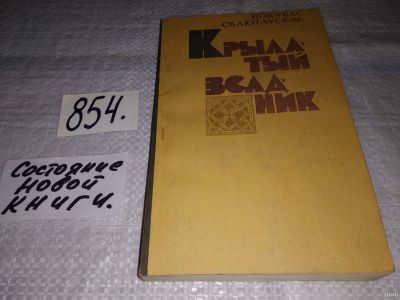 ЙОКУБАС
СКЛЮТАУСКАС
КРЫЛА-
ТЫЙ
ВСАД-
НИК
854.
Состояние
новой
книги.